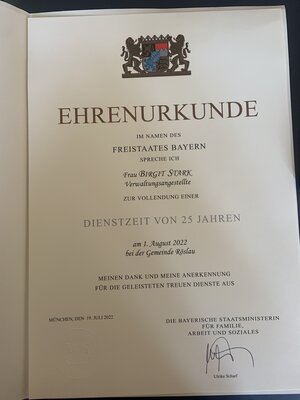 EHRENURKUNDE
IM NAMEN DES
FREISTAATES BAYERN
SPRECHE ICH
Frau BIRGIT STARK
Verwaltungsangestellte
ZUR VOLLENDUNG EINER
DIENSTZEIT VON 25 JAHREN
am 1. August 2022
bei der Gemeinde Röslau
MEINEN DANK UND MEINE ANERKENNUNG
FÜR DIE GELEISTETEN TREUEN DIENSTE AUS
MÜNCHEN, DEN 19. JULI 2022
DIE BAYERISCHE STAATSMINISTERIN
FÜR FAMILIE,
ARBEIT UND SOZIALES
Ulrike Scharf